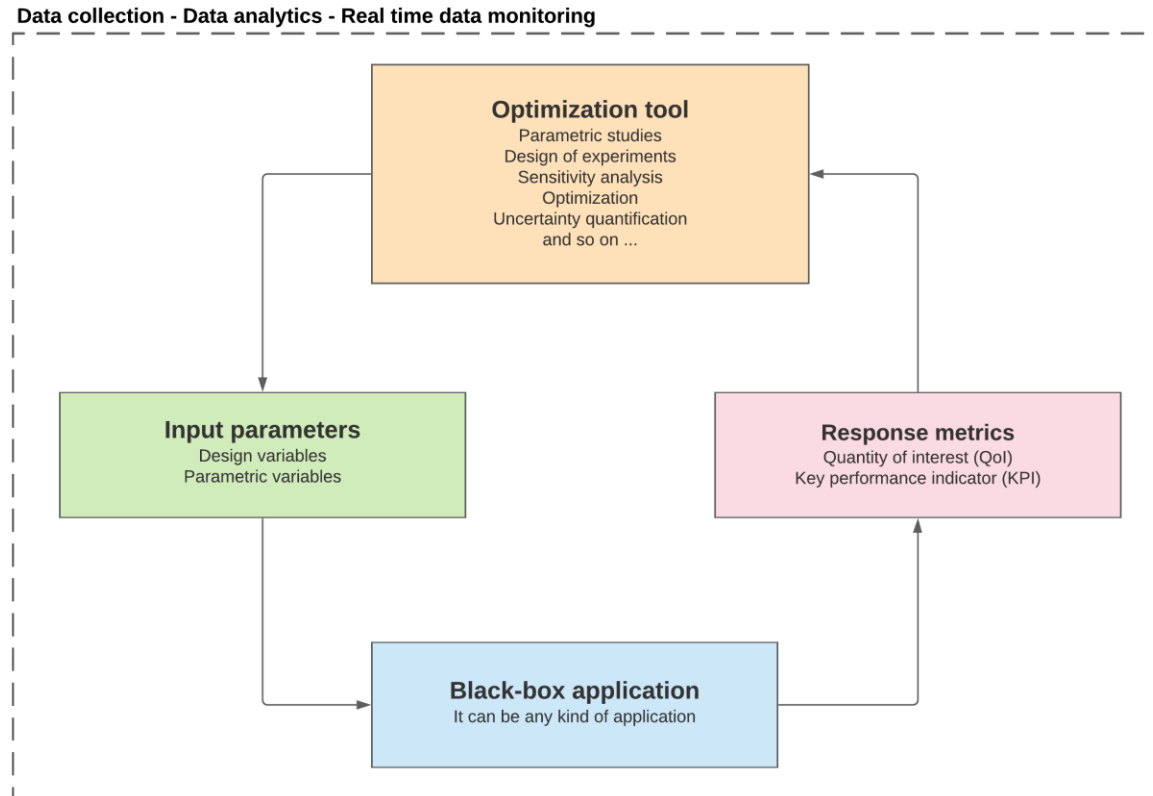 Data collection - Data analytics - Real time data monitoring
Optimization tool
Parametric studies
Design of experiments
Sensitivity analysis
Optimization
Uncertainty quantification
and so on ...
Input parameters
Design variables
Parametric variables
Response metrics
Quantity of interest (QoI)
Key performance indicator (KPI)
Black-box application
It can be any kind of application